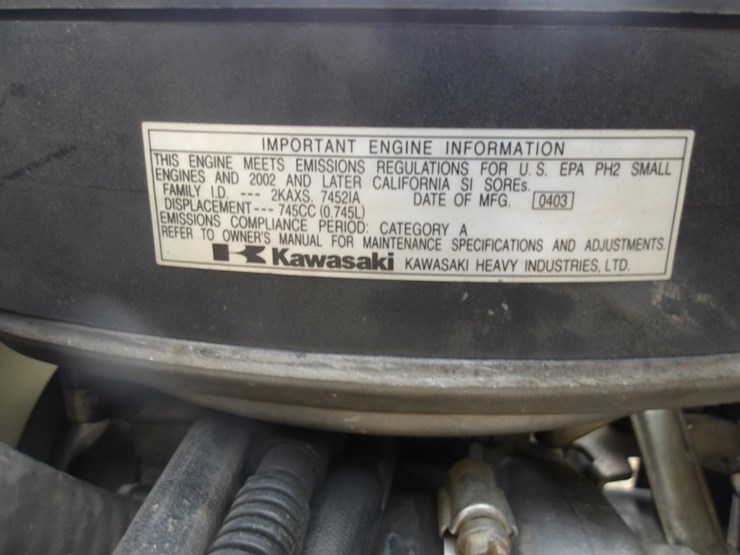 IMPORTANT ENGINE INFORMATION
THIS ENGINE MEETS EMISSIONS REGULATIONS FOR U.S. EPA PH2 SMALL
ENGINES AND 2002 AND LATER CALIFORNIA SI SORES.
FAMILY I.D. --- 2KAXS. 7452IA DATE OF MFG. 0403
DISPLACEMENT --- 745CC (0.745L)
EMISSIONS COMPLIANCE PERIOD: CATEGORY A
REFER TO OWNER'S MANUAL FOR MAINTENANCE SPECIFICATIONS AND ADJUSTMENTS.
Kawasaki KAWASAKI HEAVY INDUSTRIES, LTD.